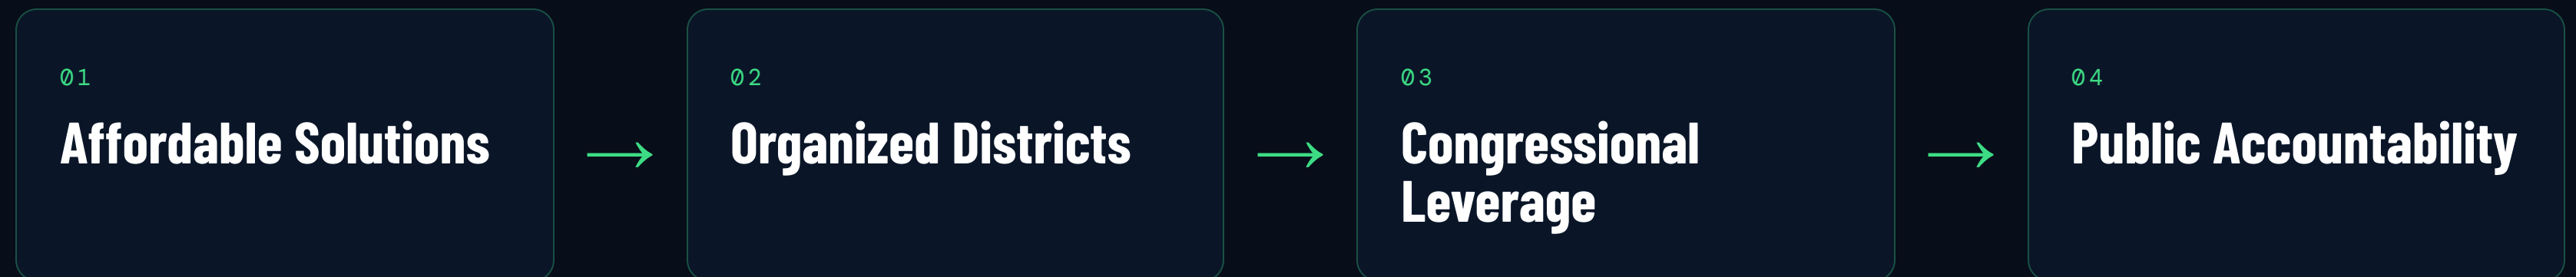 01
Affordable Solutions
→
02
Organized Districts
→
03
Congressional
Leverage
→
04
Public Accountability